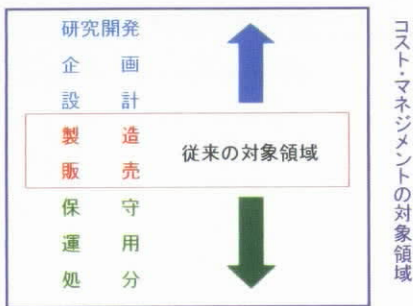 研究開発
企画
設計
製造
販売
従来の対象領域
保守
運用
処分
コスト・マネジメントの対象領域